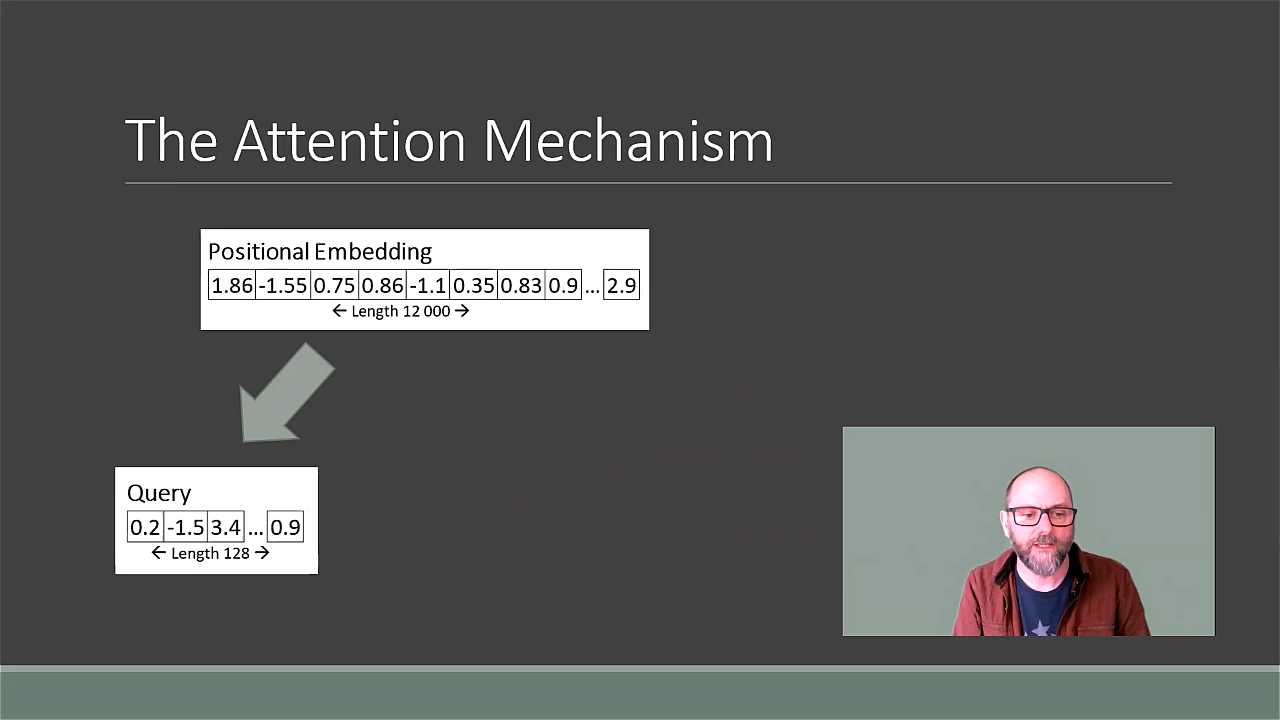 The Attention Mechanism
Positional Embedding
1.86 -1.55 0.75 0.86 -1.1 0.35 0.83 0.9 ... 2.9
← Length 12 000 →
Query
0.2 -1.5 3.4 ... 0.9
← Length 128 →